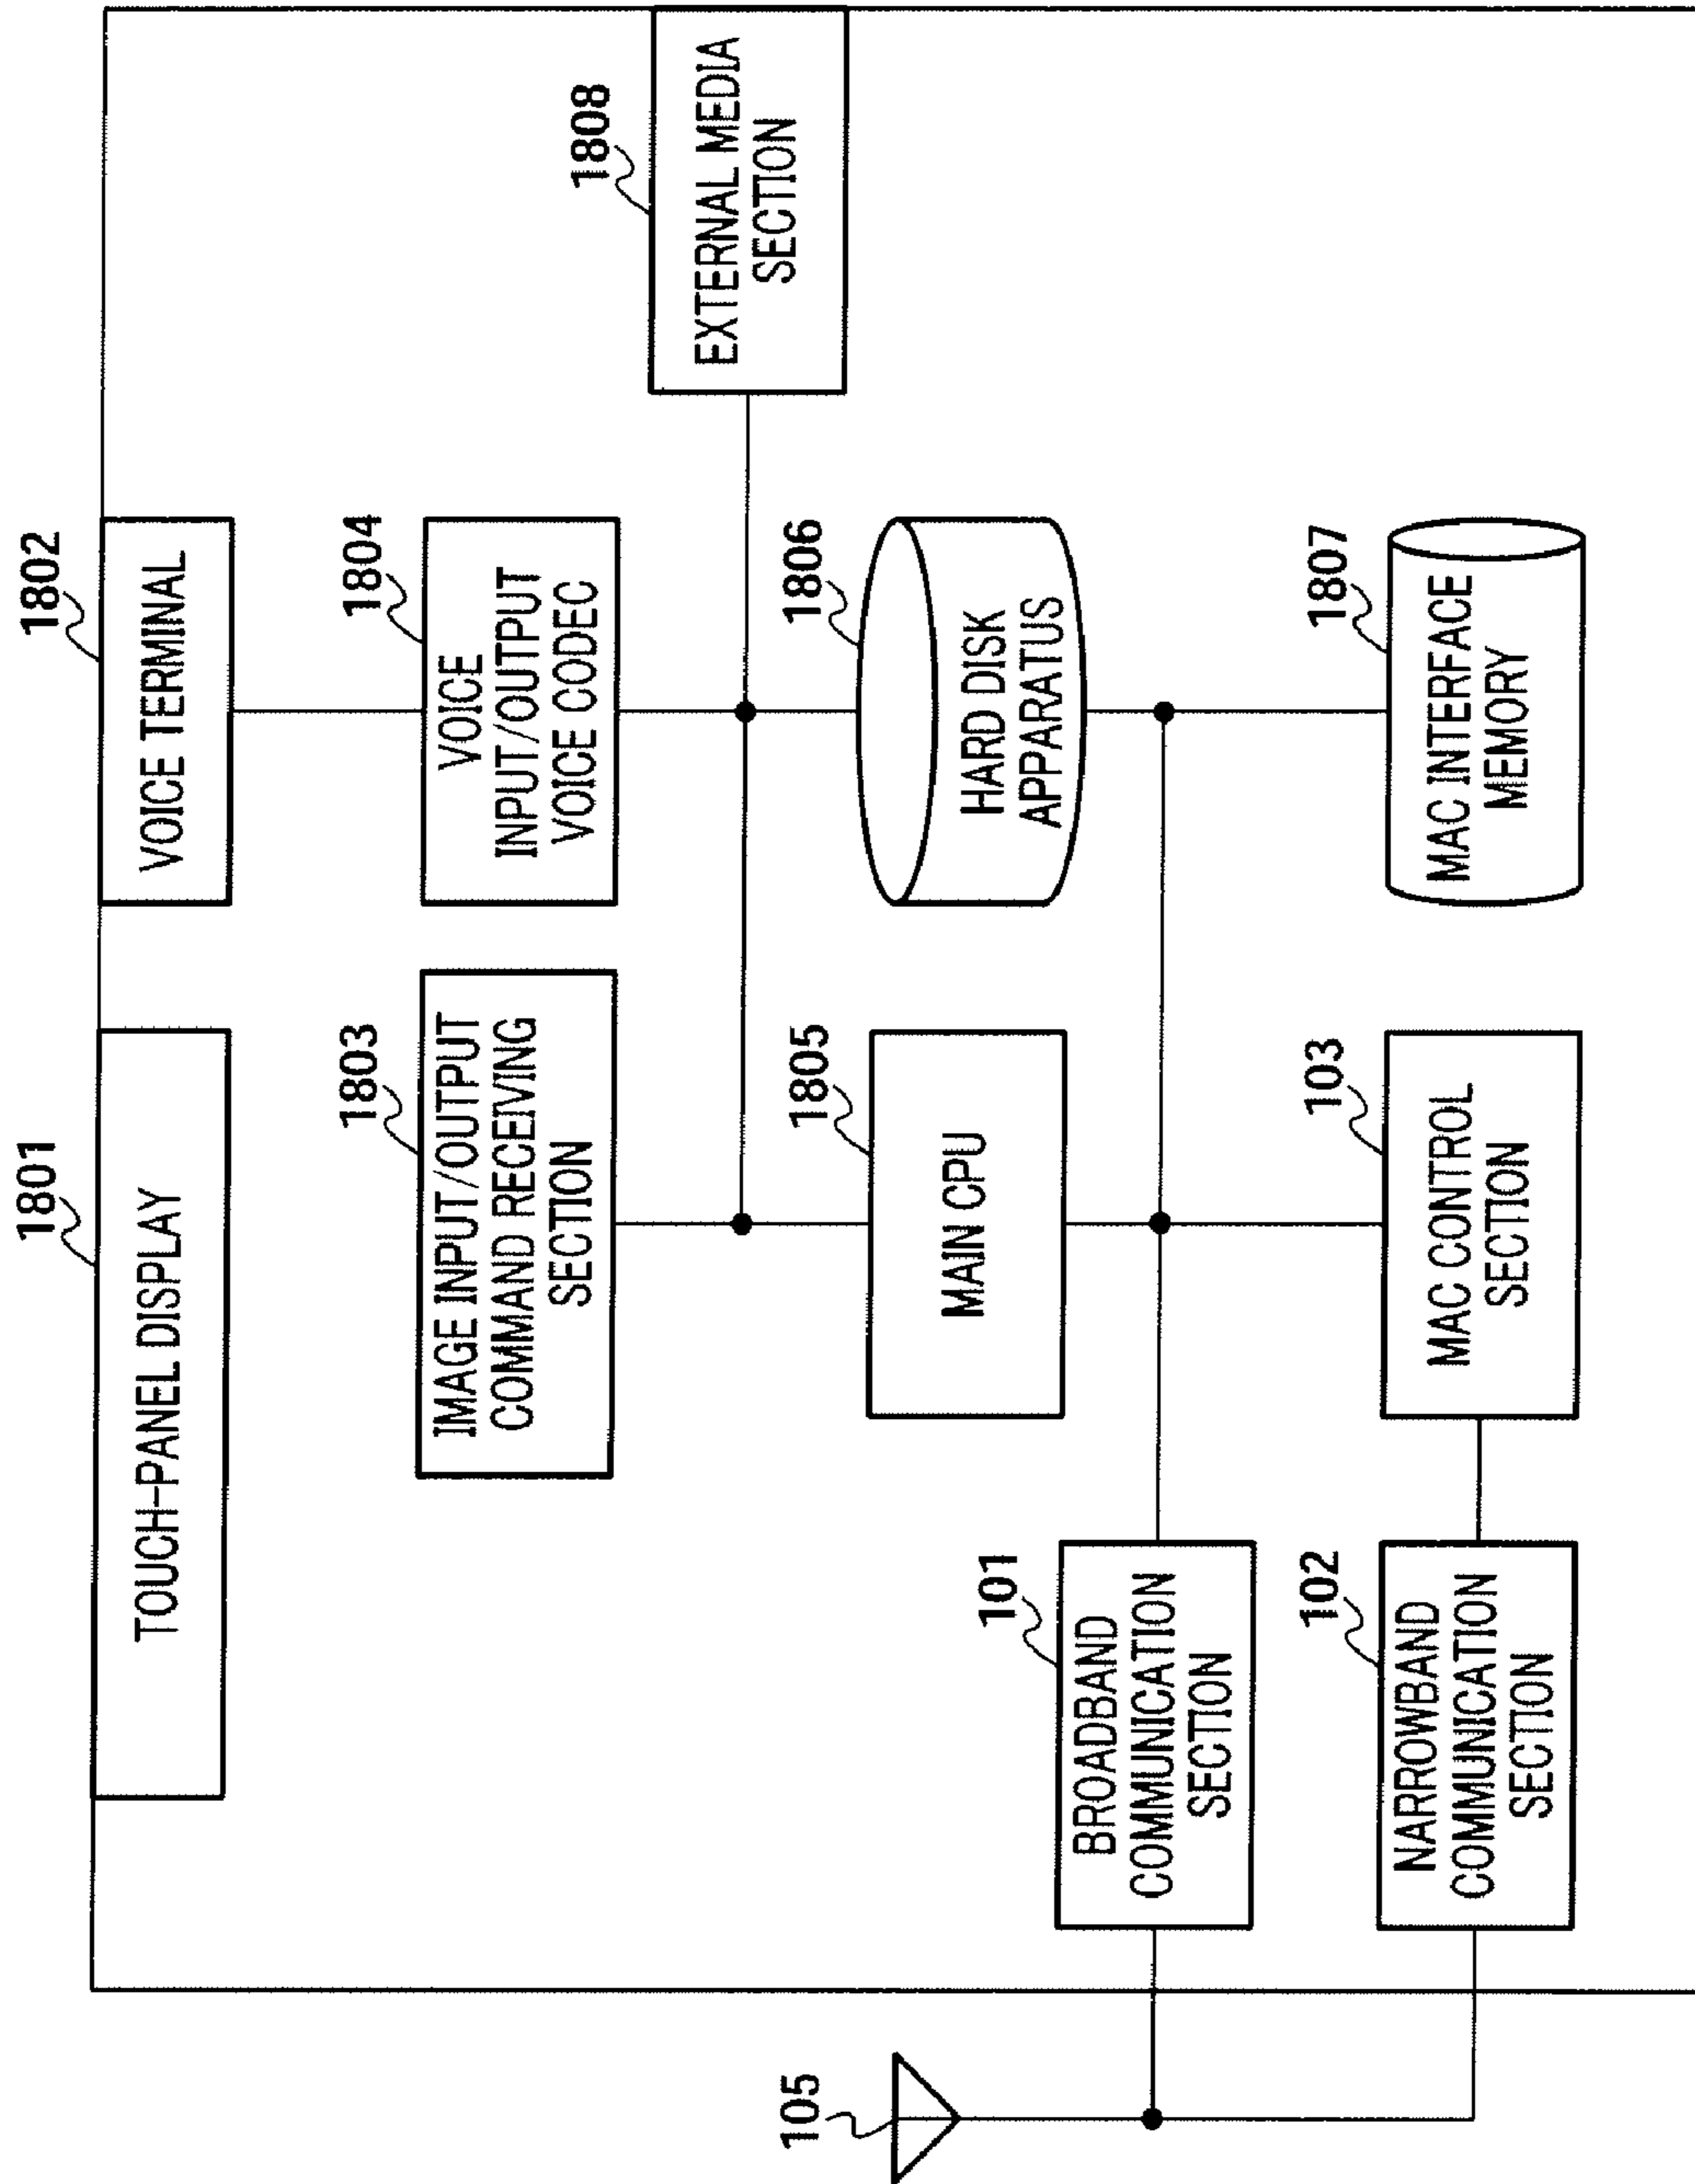 1801
TOUCH-PANEL DISPLAY
1802
VOICE TERMINAL
1803
IMAGE INPUT/OUTPUT
COMMAND RECEIVING
SECTION
1804
VOICE
INPUT/OUTPUT
VOICE CODEC
1808
EXTERNAL MEDIA
SECTION
1805
MAIN CPU
1806
HARD DISK
APPARATUS
105
101
BROADBAND
COMMUNICATION
SECTION
102
NARROWBAND
COMMUNICATION
SECTION
103
MAC CONTROL
SECTION
1807
MAC INTERFACE
MEMORY